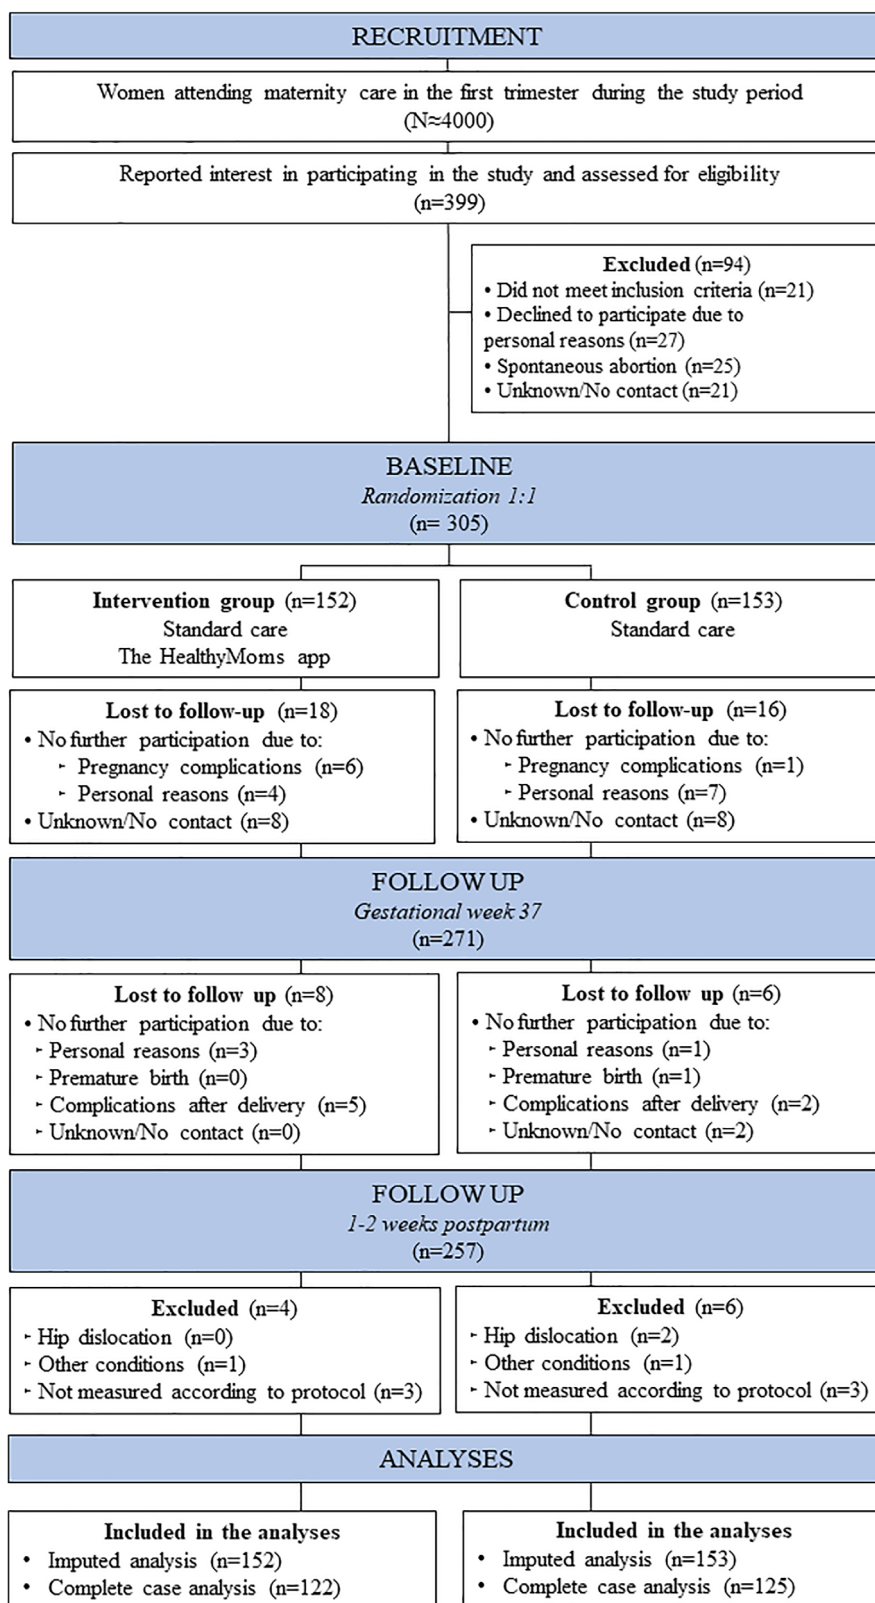 RECRUITMENT
Women attending maternity care in the first trimester during the study period
(N≈4000)
Reported interest in participating in the study and assessed for eligibility
(n=399)
Excluded (n=94)
• Did not meet inclusion criteria (n=21)
• Declined to participate due to
personal reasons (n=27)
• Spontaneous abortion (n=25)
• Unknown/No contact (n=21)
BASELINE
Randomization 1:1
(n= 305)
Intervention group (n=152)
Standard care
The HealthyMoms app
Control group (n=153)
Standard care
Lost to follow-up (n=18)
• No further participation due to:
➢ Pregnancy complications (n=6)
➢ Personal reasons (n=4)
• Unknown/No contact (n=8)
Lost to follow-up (n=16)
• No further participation due to:
➢ Pregnancy complications (n=1)
➢ Personal reasons (n=7)
• Unknown/No contact (n=8)
FOLLOW UP
Gestational week 37
(n=271)
Lost to follow up (n=8)
• No further participation due to:
➢ Personal reasons (n=3)
➢ Premature birth (n=0)
➢ Complications after delivery (n=5)
➢ Unknown/No contact (n=0)
Lost to follow up (n=6)
• No further participation due to:
➢ Personal reasons (n=1)
➢ Premature birth (n=1)
➢ Complications after delivery (n=2)
➢ Unknown/No contact (n=2)
FOLLOW UP
1-2 weeks postpartum
(n=257)
Excluded (n=4)
➢ Hip dislocation (n=0)
➢ Other conditions (n=1)
➢ Not measured according to protocol (n=3)
Excluded (n=6)
➢ Hip dislocation (n=2)
➢ Other conditions (n=1)
➢ Not measured according to protocol (n=3)
ANALYSES
Included in the analyses
• Imputed analysis (n=152)
• Complete case analysis (n=122)
Included in the analyses
• Imputed analysis (n=153)
• Complete case analysis (n=125)